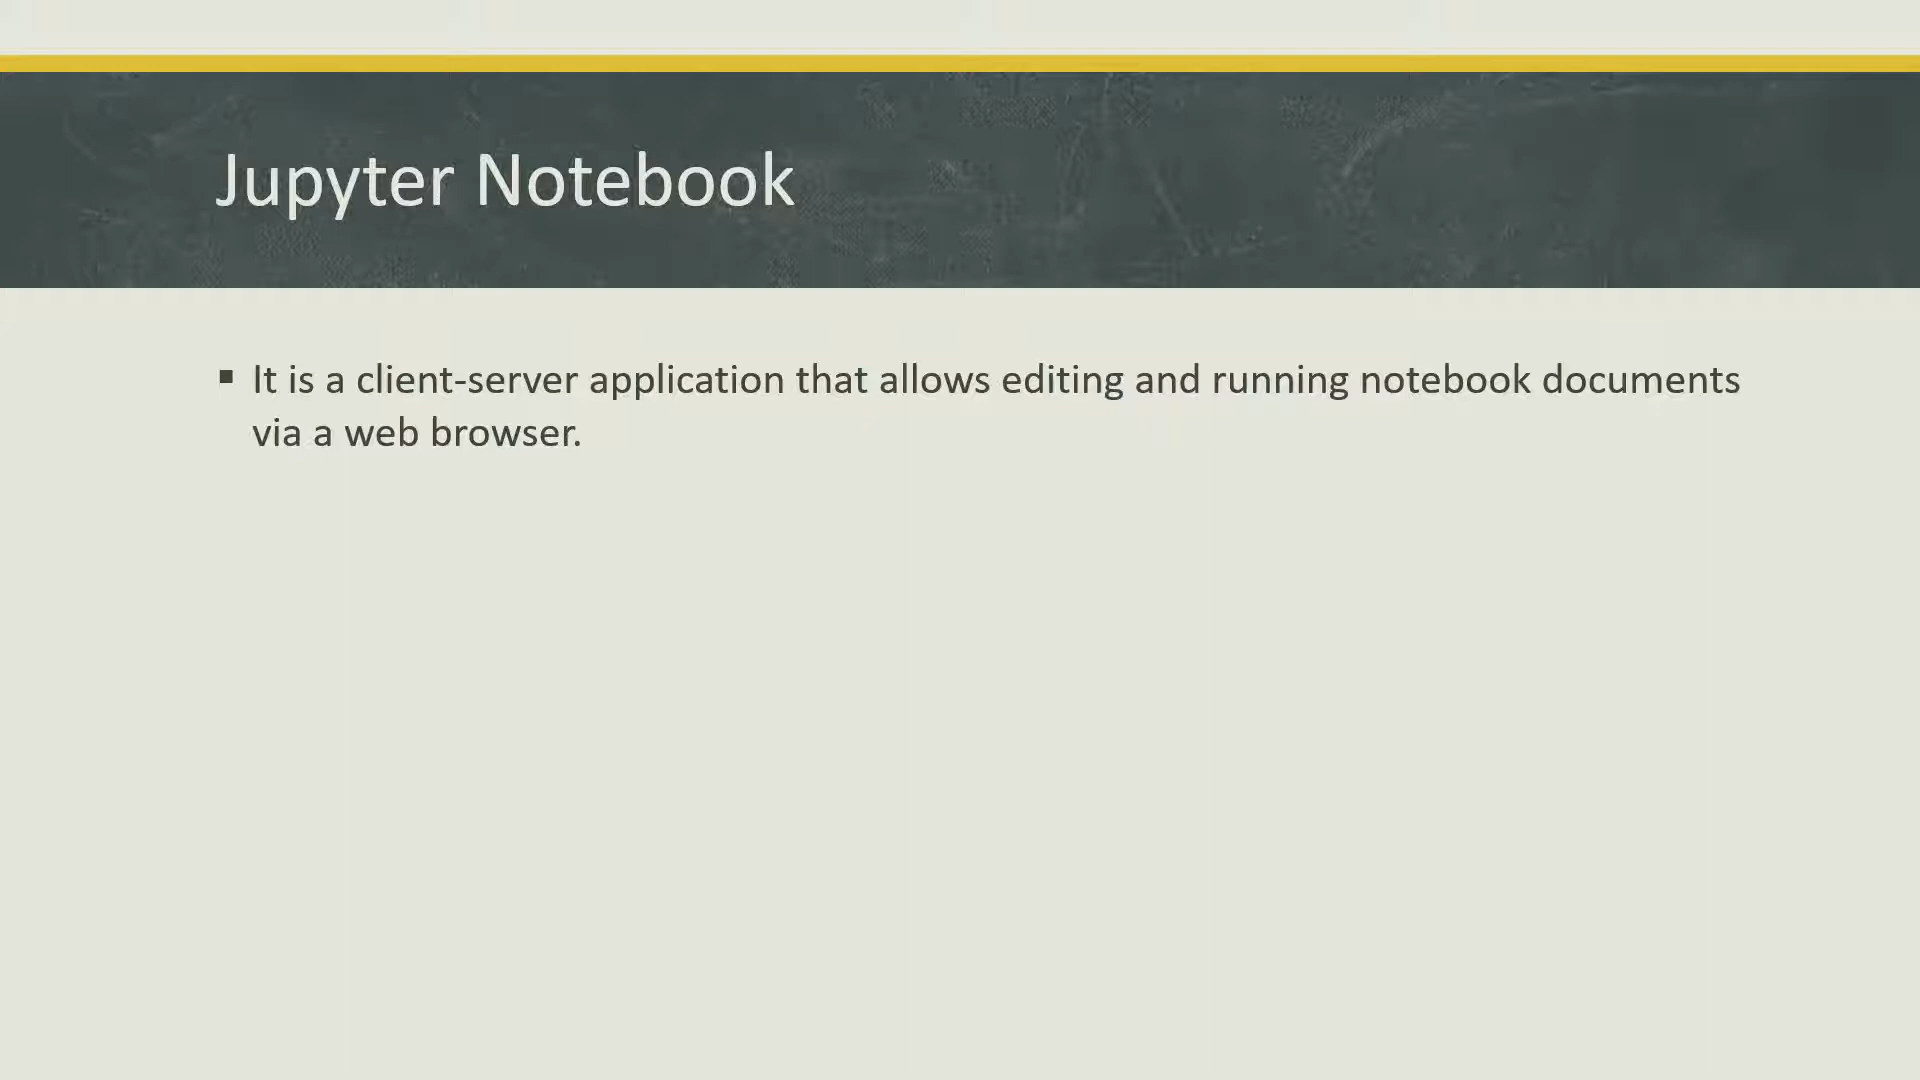 Jupyter Notebook
▪ It is a client-server application that allows editing and running notebook documents
via a web browser.